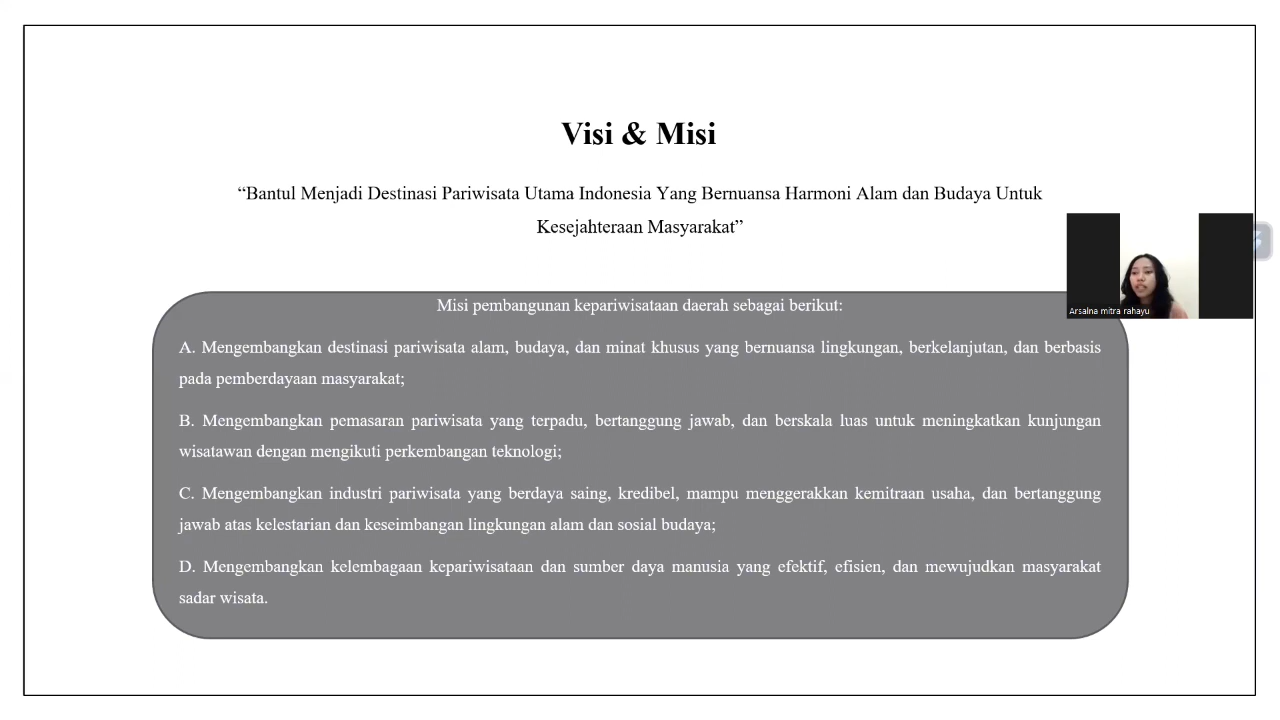 Visi & Misi
“Bantul Menjadi Destinasi Pariwisata Utama Indonesia Yang Bernuansa Harmoni Alam dan Budaya Untuk
Kesejahteraan Masyarakat”
Arsalna mitra rahayu
Misi pembangunan kepariwisataan daerah sebagai berikut:
A. Mengembangkan destinasi pariwisata alam, budaya, dan minat khusus yang bernuansa lingkungan, berkelanjutan, dan berbasis
pada pemberdayaan masyarakat;
B. Mengembangkan pemasaran pariwisata yang terpadu, bertanggung jawab, dan berskala luas untuk meningkatkan kunjungan
wisatawan dengan mengikuti perkembangan teknologi;
C. Mengembangkan industri pariwisata yang berdaya saing, kredibel, mampu menggerakkan kemitraan usaha, dan bertanggung
jawab atas kelestarian dan keseimbangan lingkungan alam dan sosial budaya;
D. Mengembangkan kelembagaan kepariwisataan dan sumber daya manusia yang efektif, efisien, dan mewujudkan masyarakat
sadar wisata.